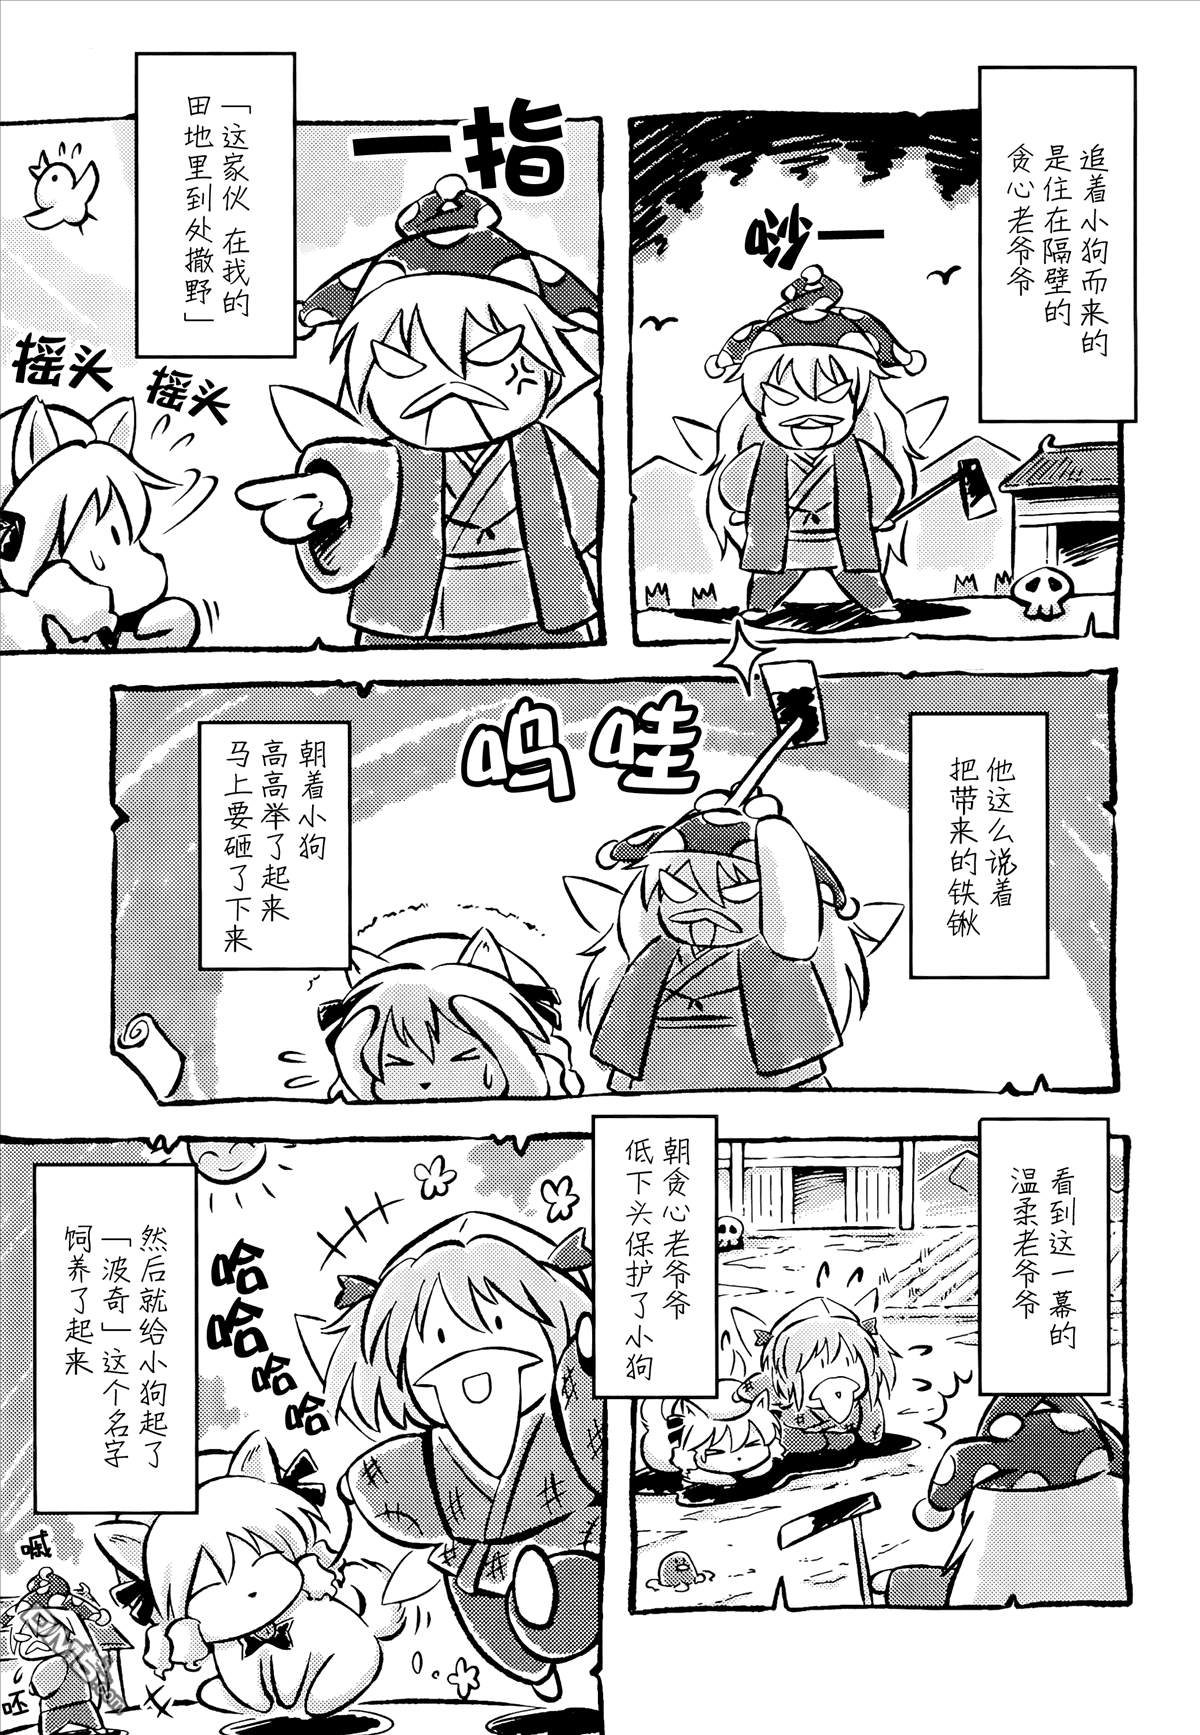 追着小狗而来的
是住在隔壁的
贪心老爷爷
吵一
「这家伙 在我的
田地里到处撒野」
一指
摇头
摇头
他这么说着
把带来的铁锹
呜哇
朝着小狗
高高举了起来
马上要砸了下来
看到这一幕的
温柔老爷爷
朝贪心老爷爷
低下头保护了小狗
然后就给小狗起了
「波奇」这个名字
饲养了起来
哈
哈
哈
哈
呸